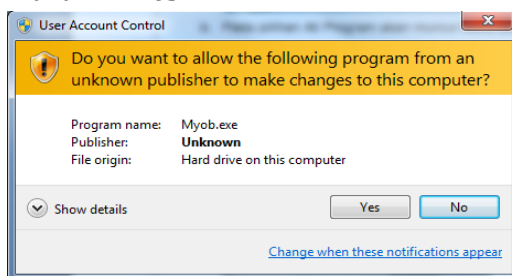 User Account Control
Do you want to allow the following program from an
unknown publisher to make changes to this computer?
Program name: Myob.exe
Publisher: Unknown
File origin: Hard drive on this computer
Show details
Yes No
Change when these notifications appear